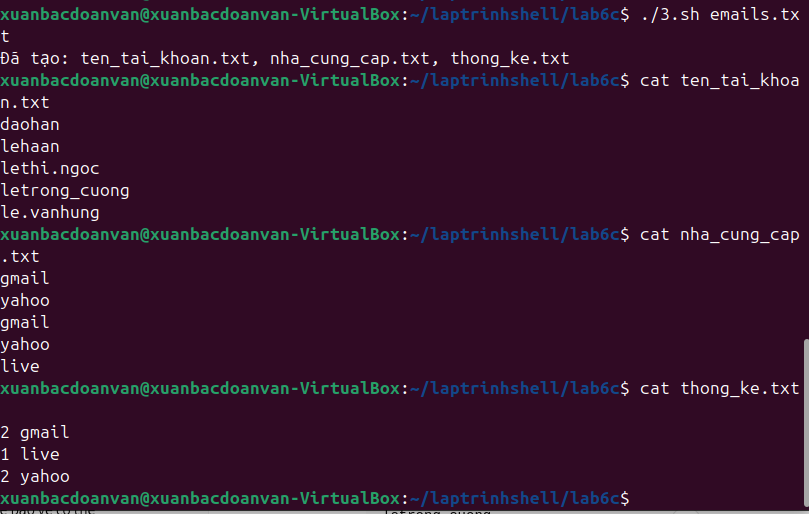 xuanbacdoanvan@xuanbacdoanvan-VirtualBox:~/laptrinhshell/lab6c$ ./3.sh emails.tx
t
Đã tạo: ten_tai_khoan.txt, nha_cung_cap.txt, thong_ke.txt
xuanbacdoanvan@xuanbacdoanvan-VirtualBox:~/laptrinhshell/lab6c$ cat ten_tai_khoa
n.txt
daohan
lehaan
lethi.ngoc
letrong_cuong
le.vanhung
xuanbacdoanvan@xuanbacdoanvan-VirtualBox:~/laptrinhshell/lab6c$ cat nha_cung_cap
.txt
gmail
yahoo
gmail
yahoo
live
xuanbacdoanvan@xuanbacdoanvan-VirtualBox:~/laptrinhshell/lab6c$ cat thong_ke.txt
2 gmail
1 live
2 yahoo
xuanbacdoanvan@xuanbacdoanvan-VirtualBox:~/laptrinhshell/lab6c$